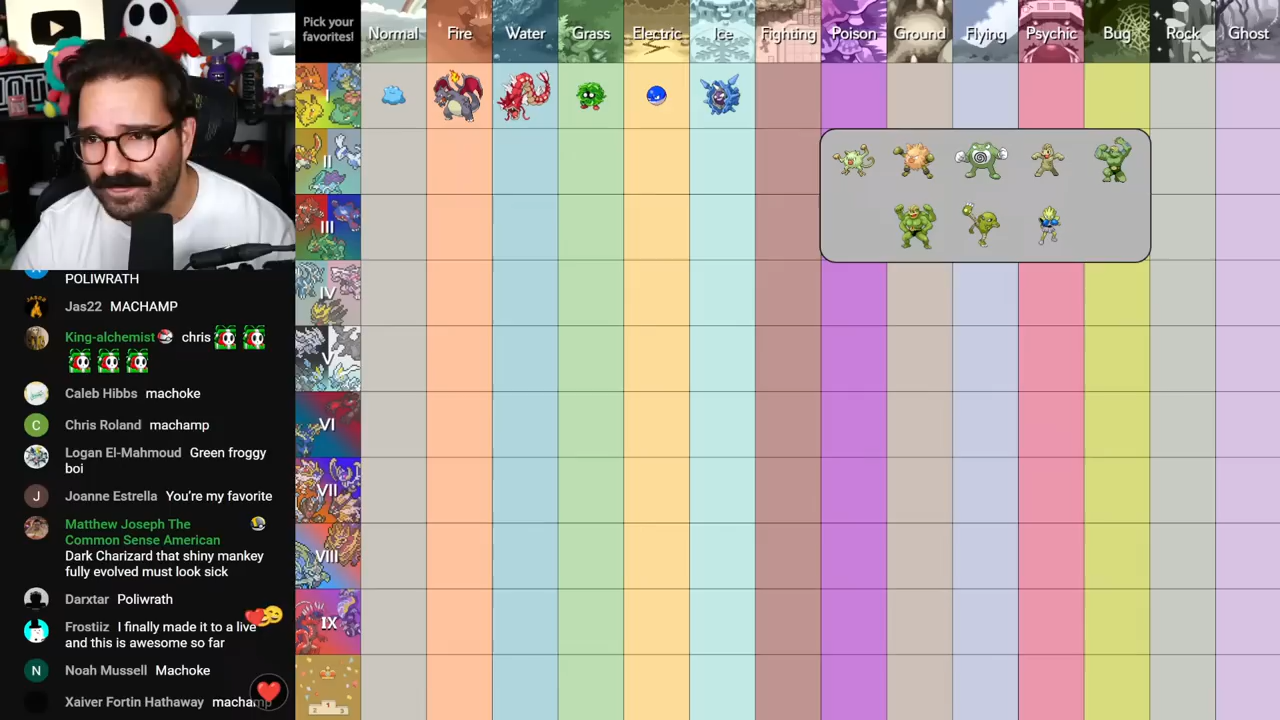 Pick your
favorites!
Normal
Fire
Water
Grass
Electric
Ice
Fighting
Poison
Ground
Flying
Psychic
Bug
Rock
Ghost
I
II
III
IV
V
VI
VII
VIII
IX
2 1 3
POLIWRATH
Jas22 MACHAMP
King-alchemist chris
Caleb Hibbs machoke
C Chris Roland machamp
Logan El-Mahmoud Green froggy
boi
J Joanne Estrella You're my favorite
Matthew Joseph The
Common Sense American
Dark Charizard that shiny mankey
fully evolved must look sick
Darxtar Poliwrath
Frostiiz I finally made it to a live
and this is awesome so far
N Noah Mussell Machoke
Xaiver Fortin Hathaway machamp